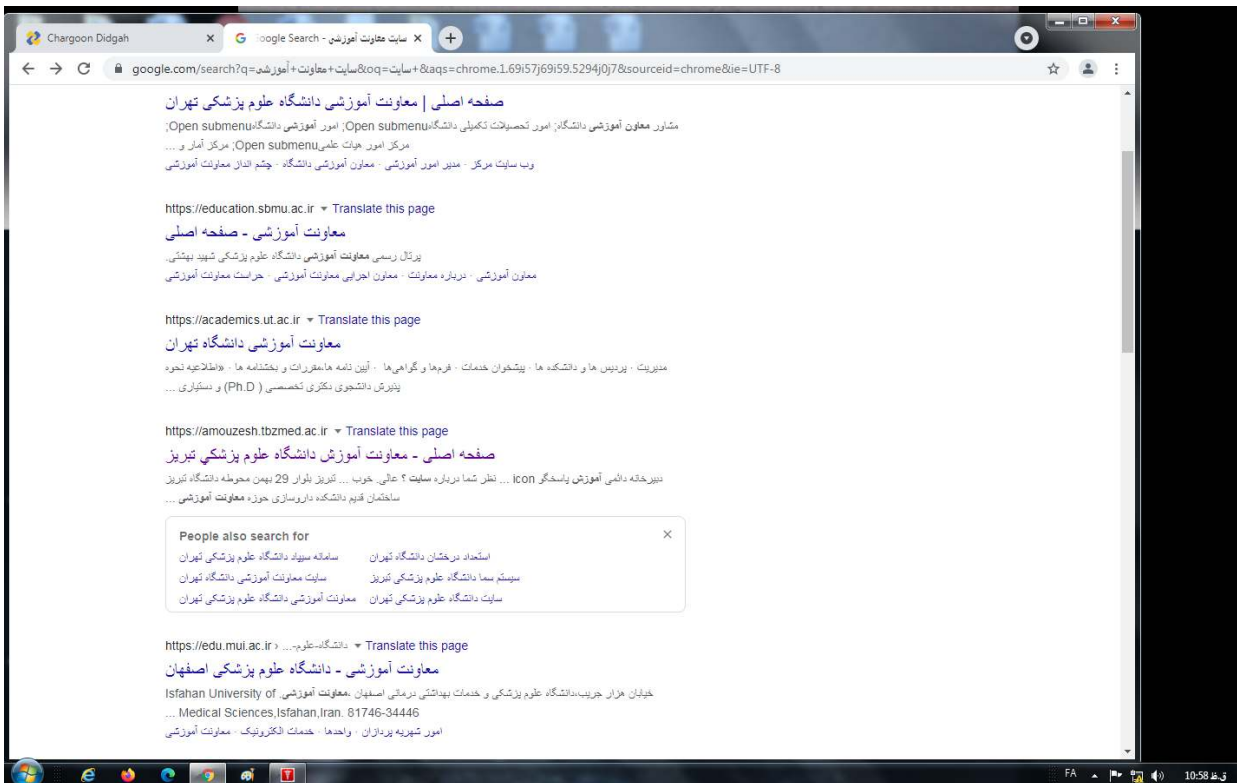 Chargoon Didgah
سایت معاونت آموزشی - Google Search
google.com/search?q=سایت+معاونت+آموزشی&oq=سایت+&aqs=chrome.1.69i57j69i59.5294j0j7&sourceid=chrome&ie=UTF-8
صفحه اصلی | معاونت آموزشی دانشگاه علوم پزشکی تهران
مشاور معاون آموزشی دانشگاه; امور تحصیلات تکمیلی دانشگاهOpen submenu; امور آموزشی دانشگاهOpen submenu;
مرکز امور هیات علمیOpen submenu; مرکز آمار و ...
وب سایت مرکز · مدیر امور آموزشی · معاون آموزشی دانشگاه · چشم انداز معاونت آموزشی
https://education.sbmu.ac.ir Translate this page
معاونت آموزشی - صفحه اصلی
پرتال رسمی معاونت آموزشی دانشگاه علوم پزشکی شهید بهشتی.
معاون آموزشی · درباره معاونت · معاون اجرایی معاونت آموزشی · حراست معاونت آموزشی
https://academics.ut.ac.ir Translate this page
معاونت آموزشی دانشگاه تهران
مدیریت · پردیس ها و دانشکده ها · پیشخوان خدمات · فرم‌ها و گواهی‌ها · آیین نامه ها،مقررات و بخشنامه ها · «اطلاعیه نحوه
پذیرش دانشجوی دکتری تخصصی ( Ph.D) و دستیاری ...
https://amouzesh.tbzmed.ac.ir Translate this page
صفحه اصلی - معاونت آموزش دانشگاه علوم پزشکي تبریز
دبیرخانه دائمی آموزش پاسخگو icon ... نظر شما درباره سایت ؟ عالی. خوب ... تبریز بلوار 29 بهمن محوطه دانشگاه تبریز
ساختمان قدیم دانشکده داروسازی حوزه معاونت آموزشی ...
People also search for
استعداد درخشان دانشگاه تهران سامانه سیپاد دانشگاه علوم پزشکی تهران
سیستم سما دانشگاه علوم پزشکی تبریز سایت معاونت آموزشی دانشگاه تهران
سایت دانشگاه علوم پزشکی تهران معاونت آموزشی دانشگاه علوم پزشکی تهران
https://edu.mui.ac.ir › ...-دانشگاه-علوم Translate this page
معاونت آموزشی - دانشگاه علوم پزشکی اصفهان
خیابان هزار جریب،دانشگاه علوم پزشکی و خدمات بهداشتی درمانی اصفهان ،معاونت آموزشی. Isfahan University of
Medical Sciences,Isfahan,Iran. 81746-34446 ...
امور شهریه پردازان · واحدها · خدمات الکترونیک · معاونت آموزشی
FA
10:58 ق.ظ